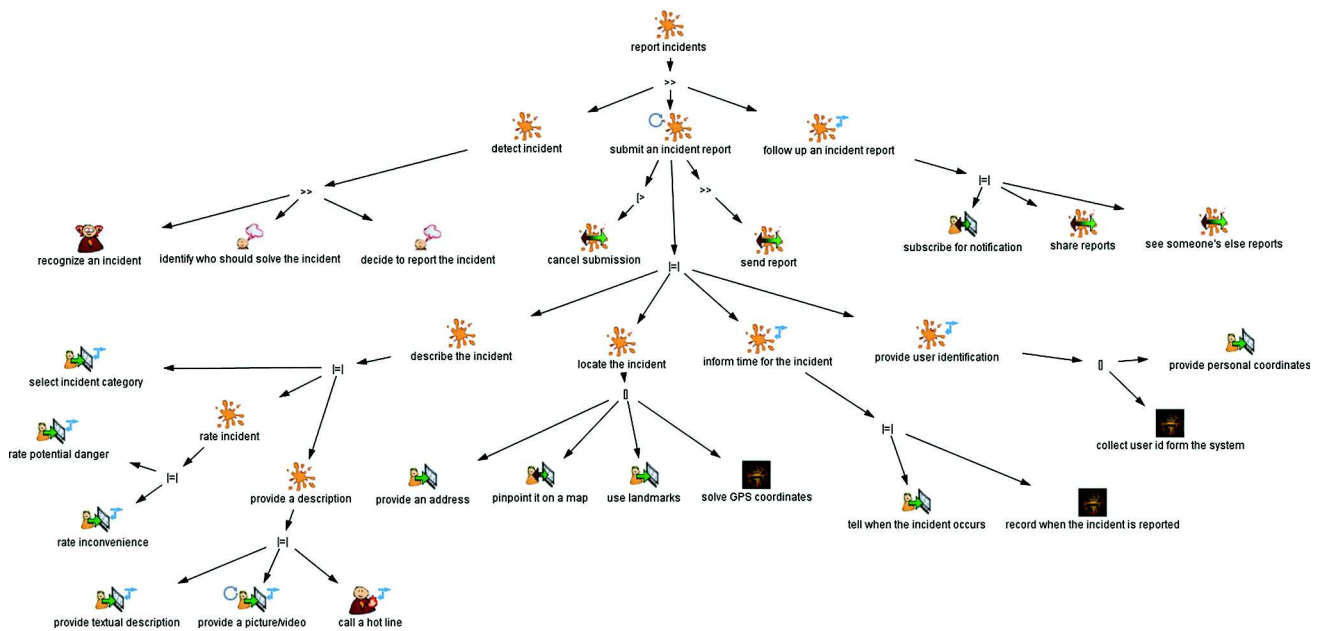 report incidents
>>
detect incident
submit an incident report
follow up an incident report
>>
[>
>>
|=|
recognize an incident
identify who should solve the incident
decide to report the incident
cancel submission
send report
subscribe for notification
share reports
see someone's else reports
|=|
describe the incident
locate the incident
inform time for the incident
provide user identification
select incident category
|=|
[]
[]
provide personal coordinates
rate incident
|=|
collect user id form the system
rate potential danger
|=|
provide a description
provide an address
pinpoint it on a map
use landmarks
solve GPS coordinates
rate inconvenience
|=|
tell when the incident occurs
record when the incident is reported
provide textual description
provide a picture/video
call a hot line